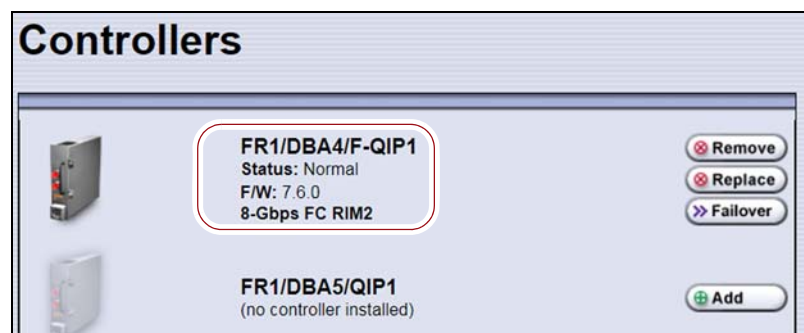 Controllers
FR1/DBA4/F-QIP1
Status: Normal
F/W: 7.6.0
8-Gbps FC RIM2
Remove
Replace
Failover
FR1/DBA5/QIP1
(no controller installed)
Add